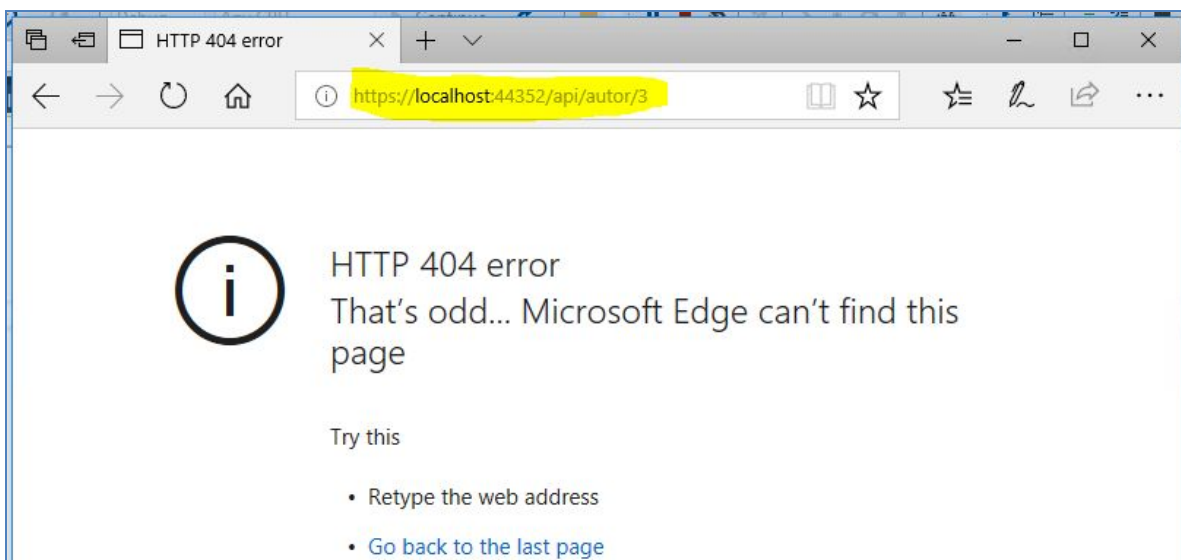 HTTP 404 error
https://localhost:44352/api/autor/3
HTTP 404 error
That's odd... Microsoft Edge can't find this
page
Try this
• Retype the web address
• Go back to the last page